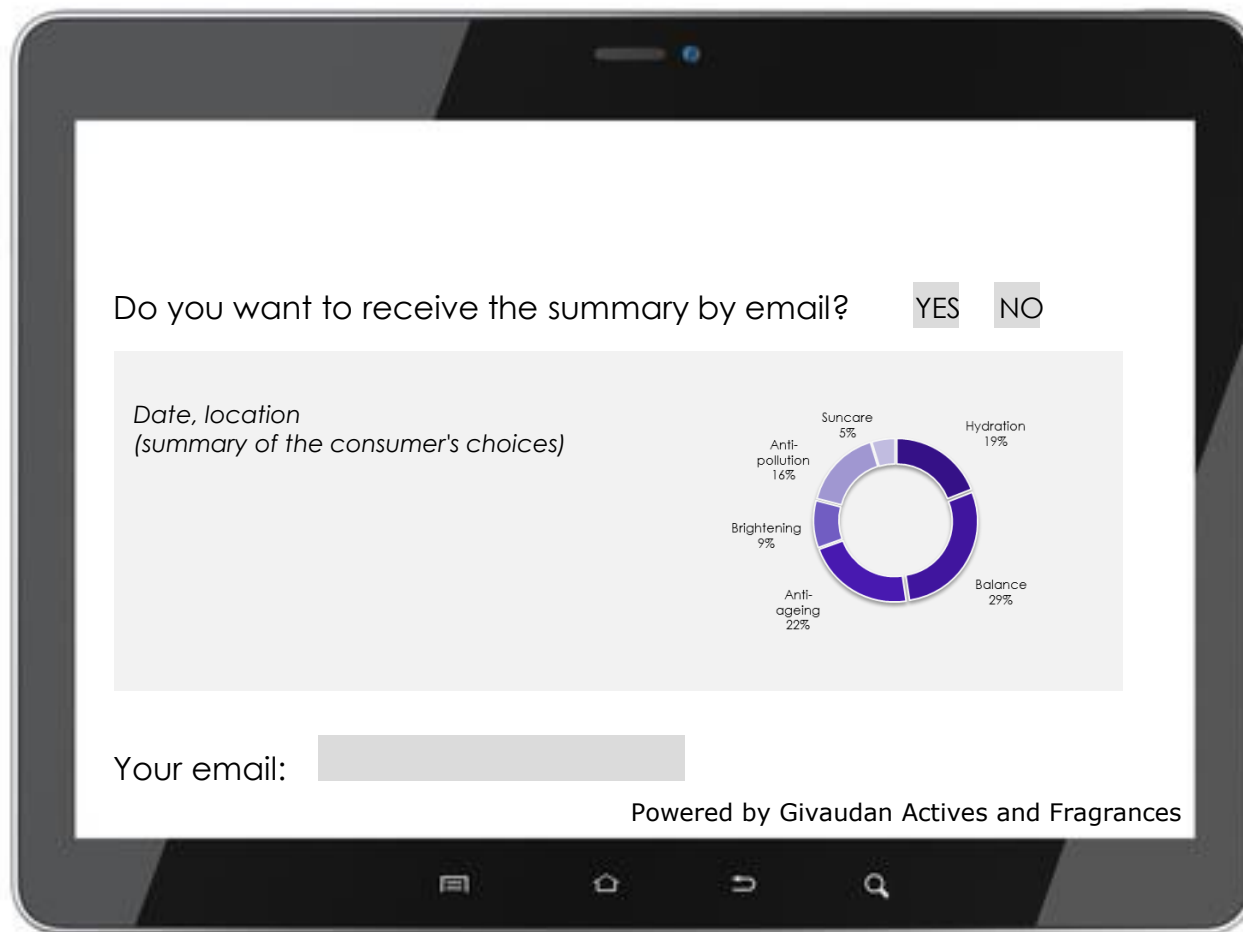 Do you want to receive the summary by email? YES NO
Date, location
(summary of the consumer's choices)
Suncare
5%
Hydration
19%
Anti-
pollution
16%
Brightening
9%
Balance
29%
Anti-
ageing
22%
Your email:
Powered by Givaudan Actives and Fragrances